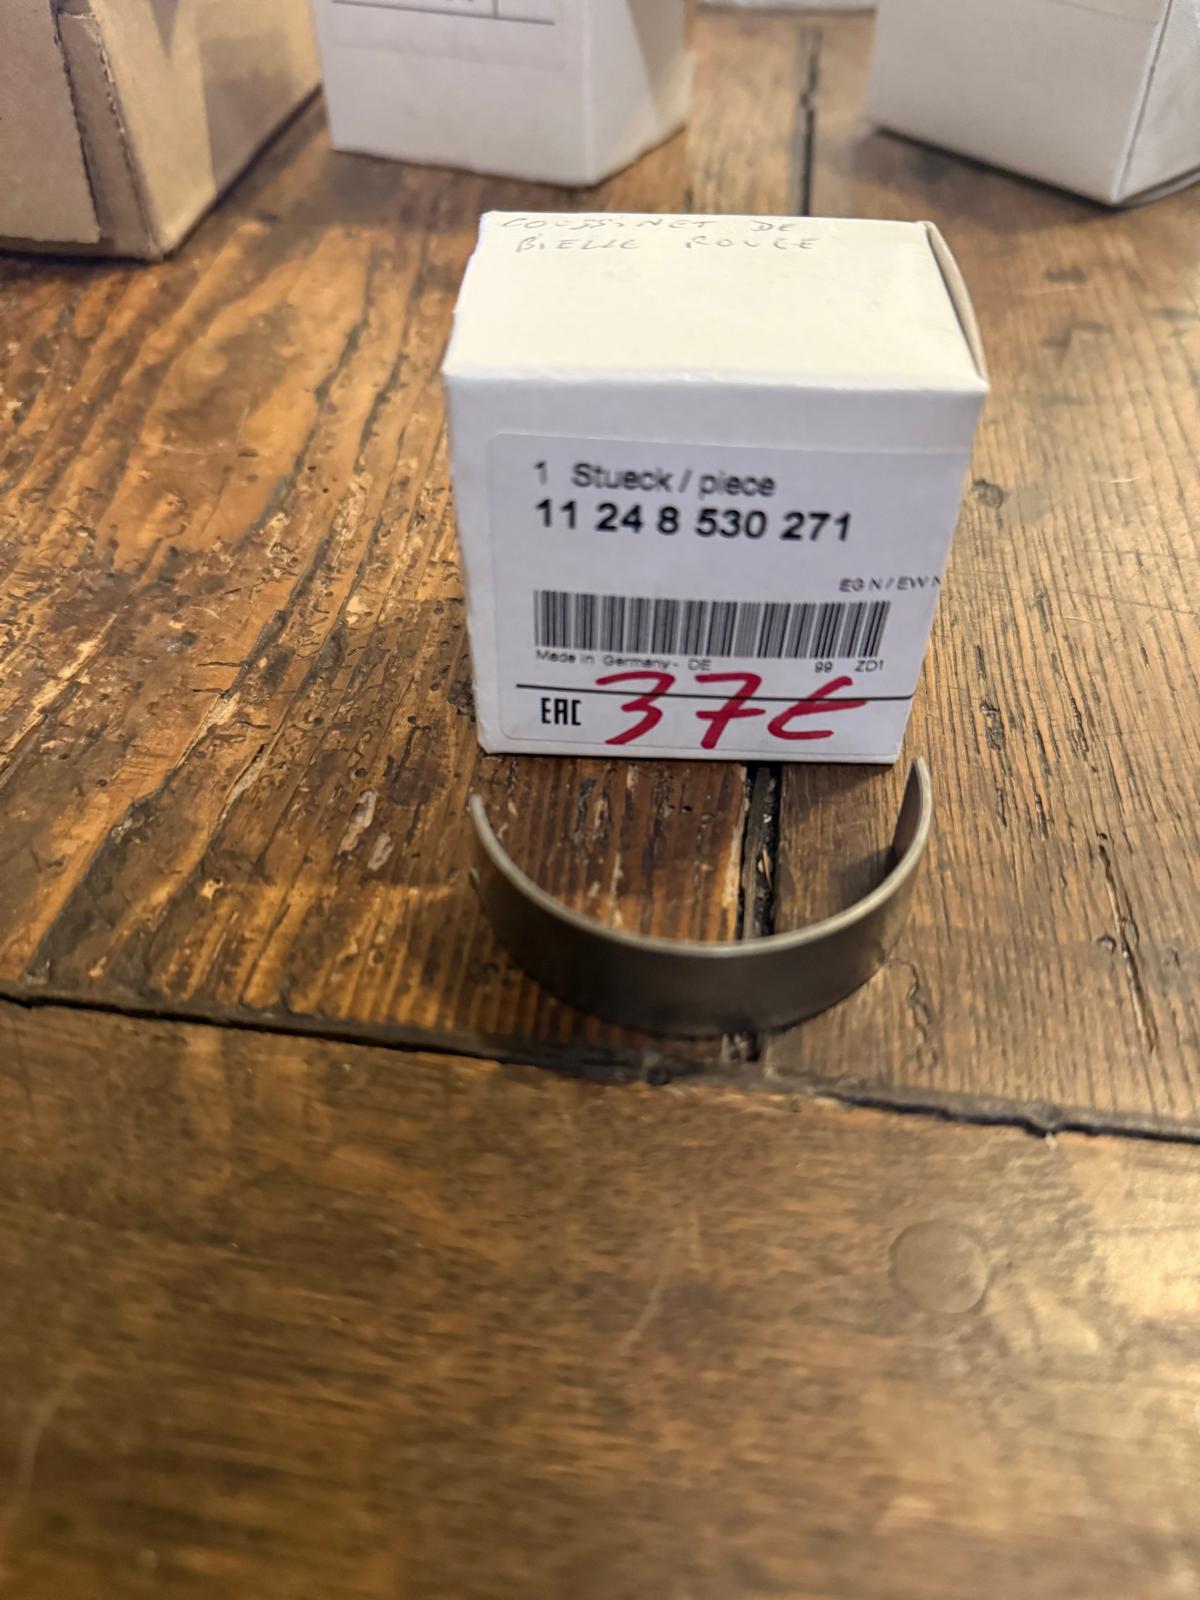 COUSSINET DE
BIELLE ROUGE
1 Stueck / piece
11 24 8 530 271
EG N / EW N
Made in Germany - DE 99 ZD1
EAC 37€